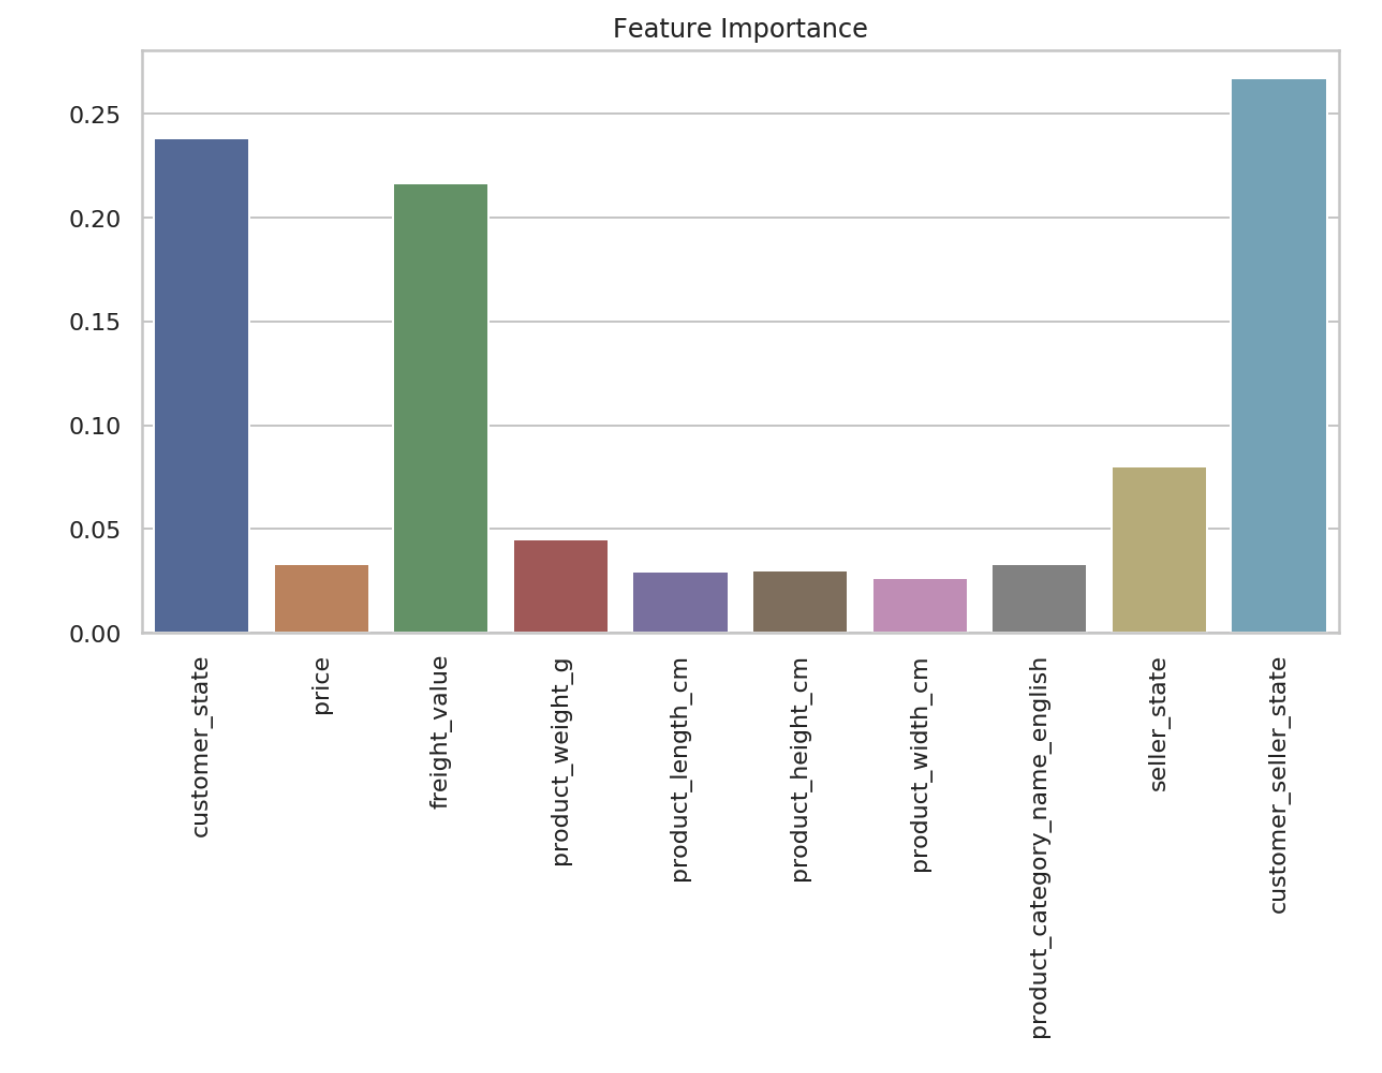 Feature Importance
0.25
0.20
0.15
0.10
0.05
0.00
customer_state
price
freight_value
product_weight_g
product_length_cm
product_height_cm
product_width_cm
product_category_name_english
seller_state
customer_seller_state